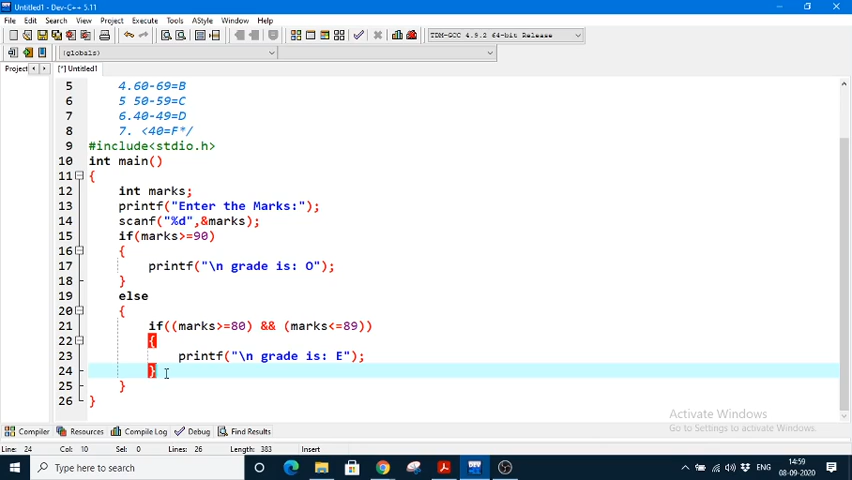 Untitled1 - Dev-C++ 5.11
File Edit Search View Project Execute Tools AStyle Window Help
TDM-GCC 4.9.2 64-bit Release
(globals)
Project
[*] Untitled1
5 4.60-69=B
6 5 50-59=C
7 6.40-49=D
8 7. <40=F*/
9 #include<stdio.h>
10 int main()
11 {
12 int marks;
13 printf("Enter the Marks:");
14 scanf("%d",&marks);
15 if(marks>=90)
16 {
17 printf("\n grade is: O");
18 }
19 else
20 {
21 if((marks>=80) && (marks<=89))
22 {
23 printf("\n grade is: E");
24 }
25 }
26 }
Activate Windows
Go to Settings to activate Windows.
Compiler Resources Compile Log Debug Find Results
Line: 24 Col: 10 Sel: 0 Lines: 26 Length: 383 Insert
Type here to search
DEV
ENG
14:59
08-09-2020